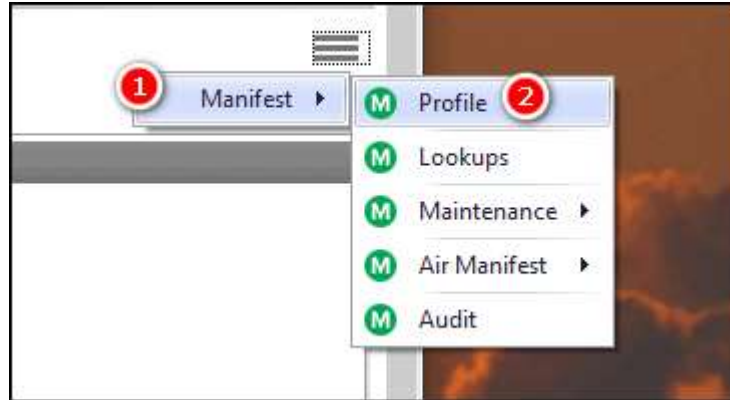 1 Manifest
M Profile 2
M Lookups
M Maintenance
M Air Manifest
M Audit